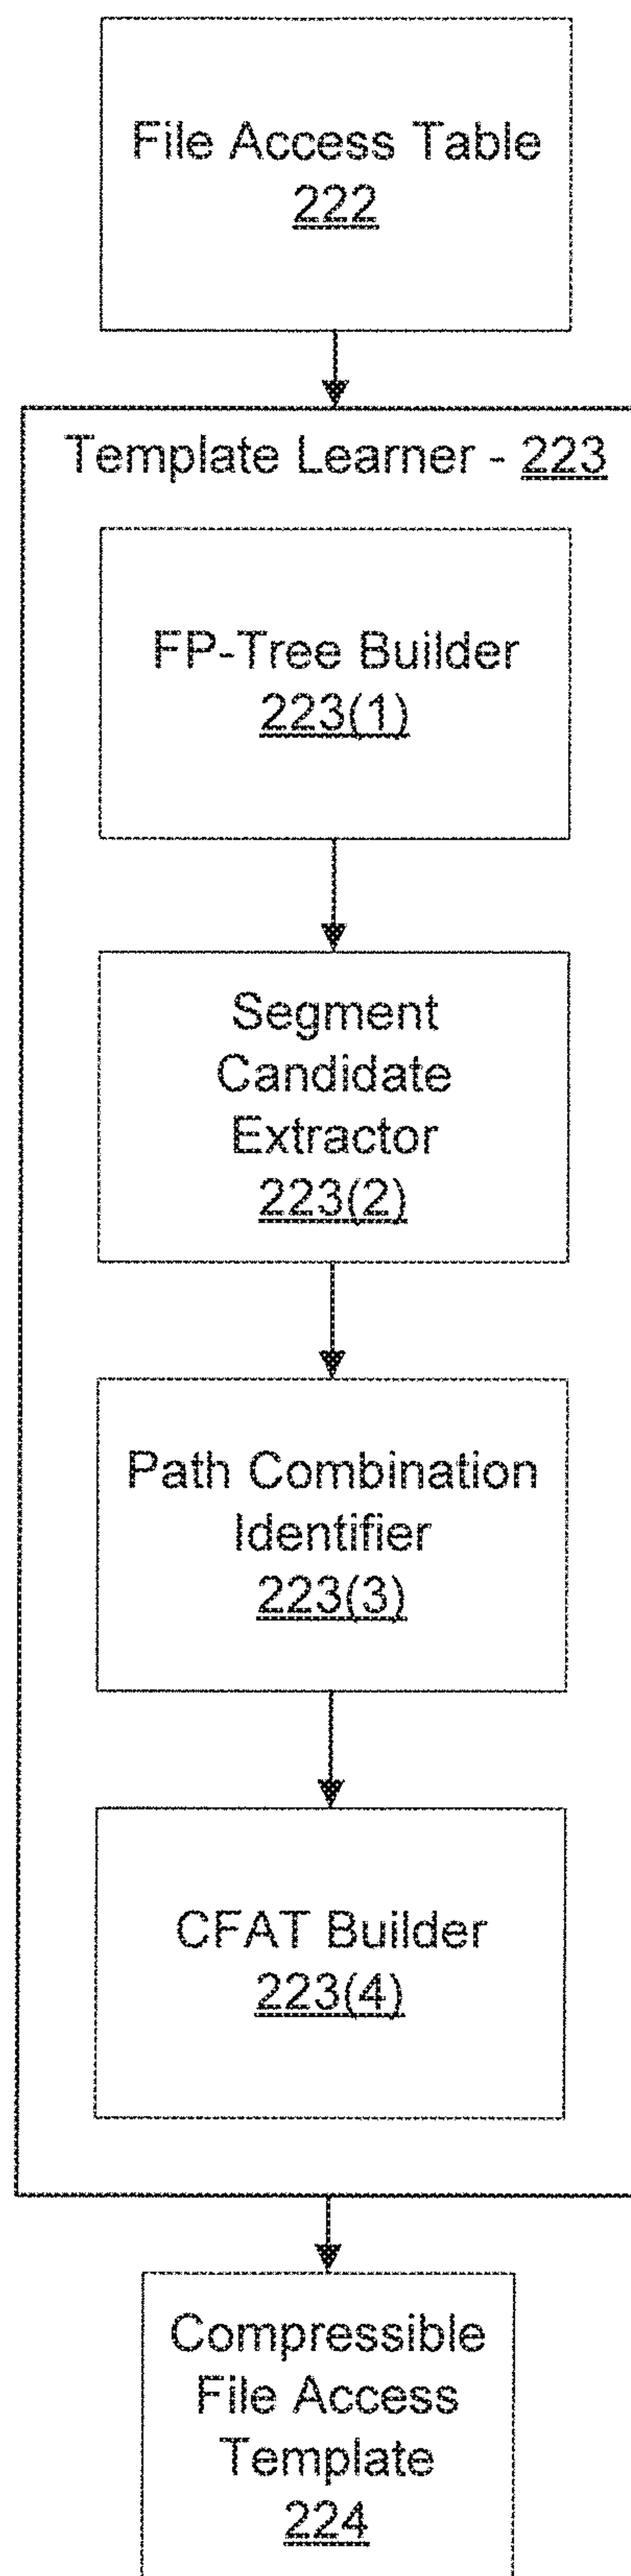 File Access Table
222
Template Learner - 223
FP-Tree Builder
223(1)
Segment
Candidate
Extractor
223(2)
Path Combination
Identifier
223(3)
CFAT Builder
223(4)
Compressible
File Access
Template
224